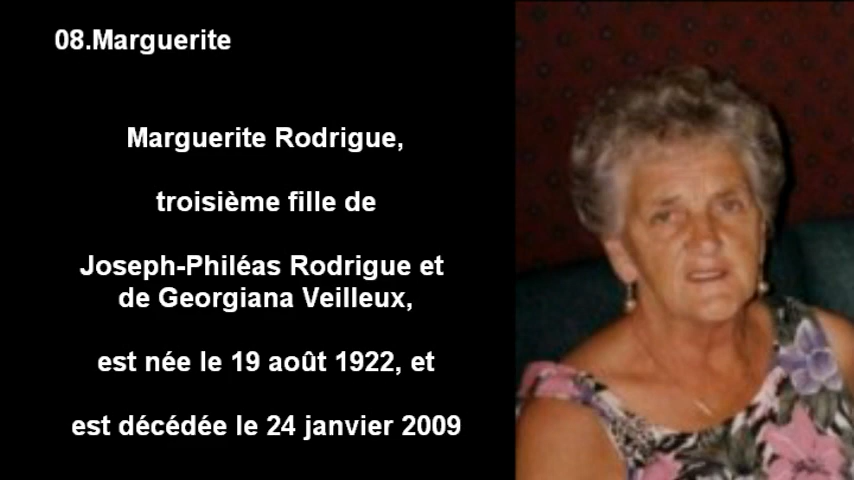 08.Marguerite
Marguerite Rodrigue,
troisième fille de
Joseph-Philéas Rodrigue et
de Georgiana Veilleux,
est née le 19 août 1922, et
est décédée le 24 janvier 2009